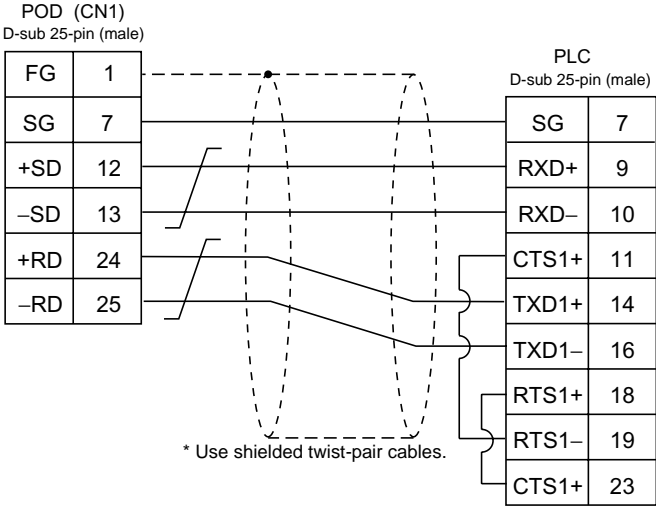 POD (CN1)
D-sub 25-pin (male)
FG 1
SG 7
+SD 12
–SD 13
+RD 24
–RD 25
PLC
D-sub 25-pin (male)
SG 7
RXD+ 9
RXD– 10
CTS1+ 11
TXD1+ 14
TXD1– 16
RTS1+ 18
RTS1– 19
CTS1+ 23
* Use shielded twist-pair cables.